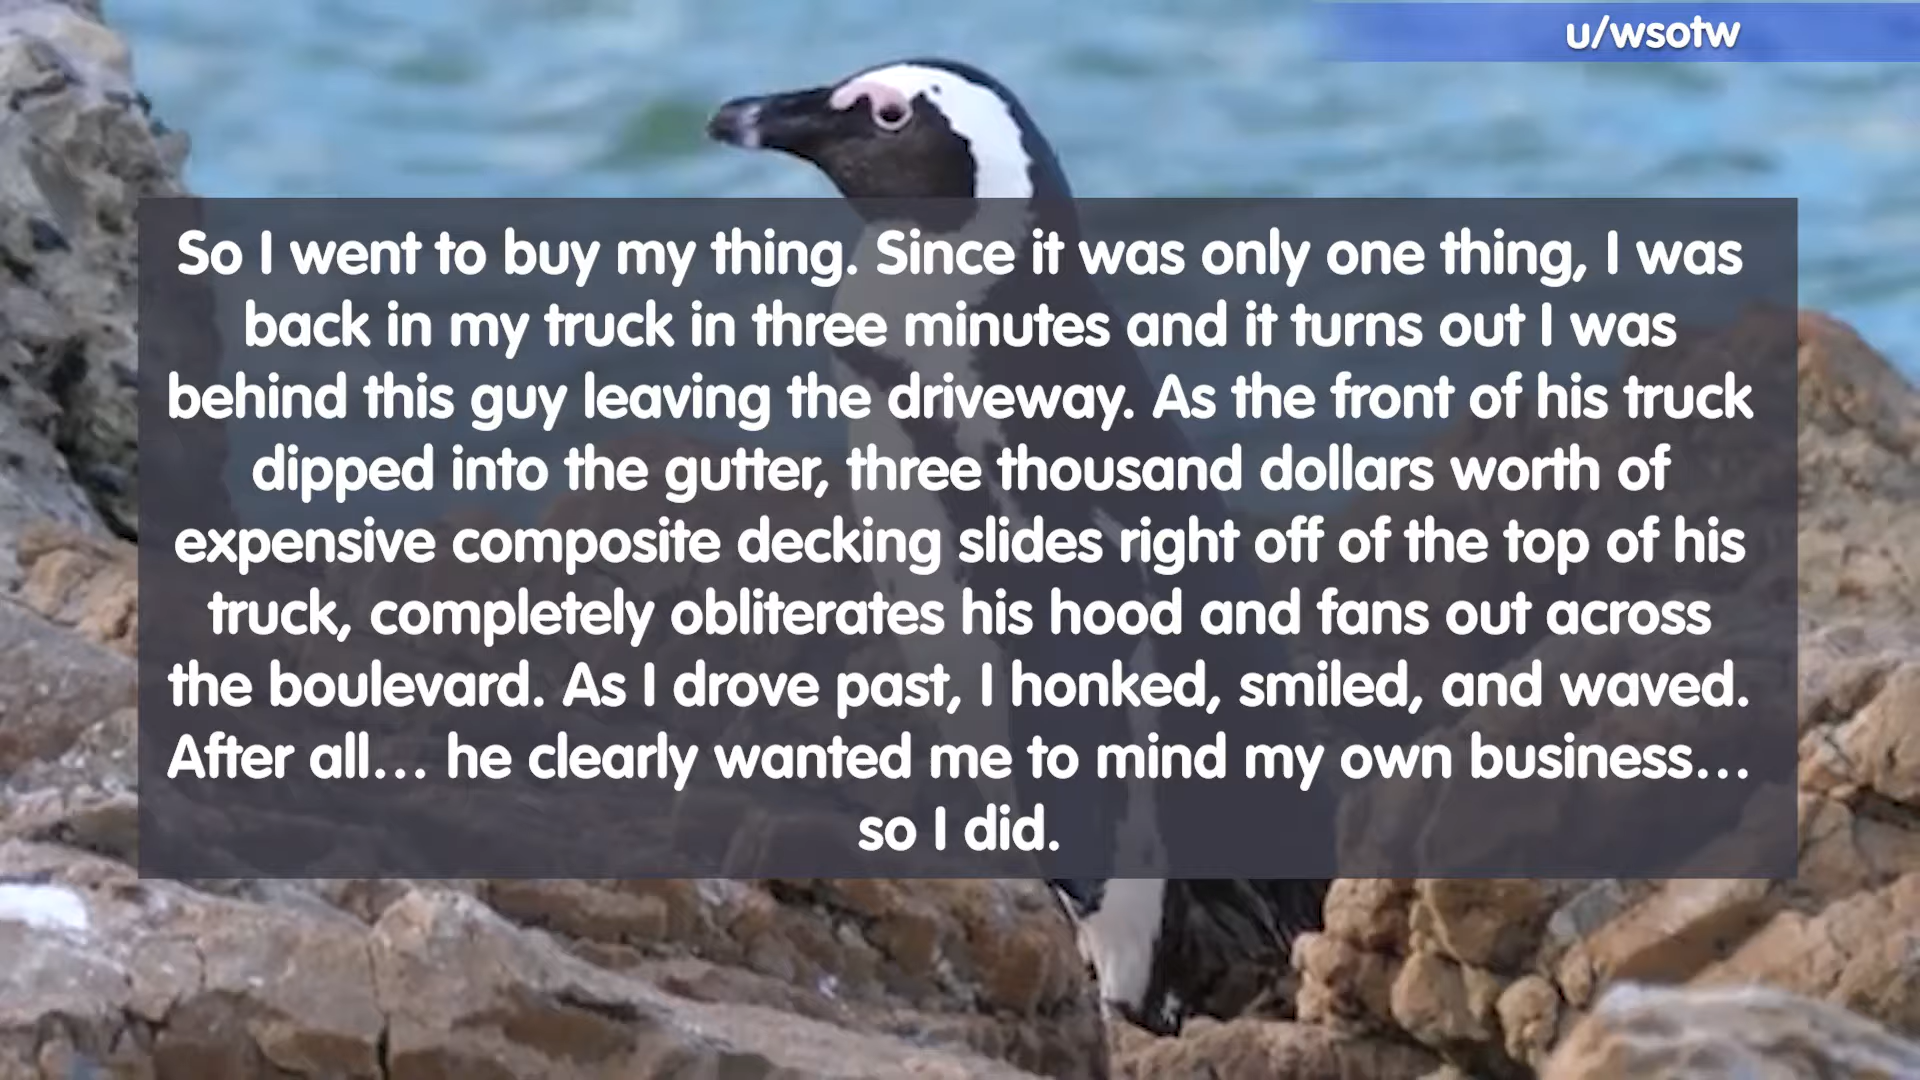 u/wsotw
So I went to buy my thing. Since it was only one thing, I was
back in my truck in three minutes and it turns out I was
behind this guy leaving the driveway. As the front of his truck
dipped into the gutter, three thousand dollars worth of
expensive composite decking slides right off of the top of his
truck, completely obliterates his hood and fans out across
the boulevard. As I drove past, I honked, smiled, and waved.
After all... he clearly wanted me to mind my own business...
so I did.